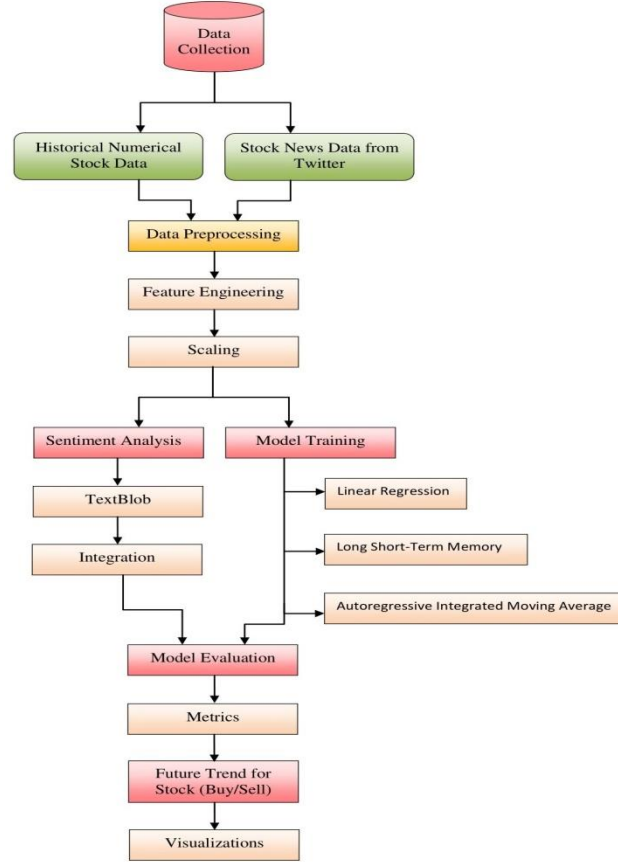 Data
Collection
Historical Numerical
Stock Data
Stock News Data from
Twitter
Data Preprocessing
Feature Engineering
Scaling
Sentiment Analysis
Model Training
TextBlob
Linear Regression
Integration
Long Short-Term Memory
Autoregressive Integrated Moving Average
Model Evaluation
Metrics
Future Trend for
Stock (Buy/Sell)
Visualizations